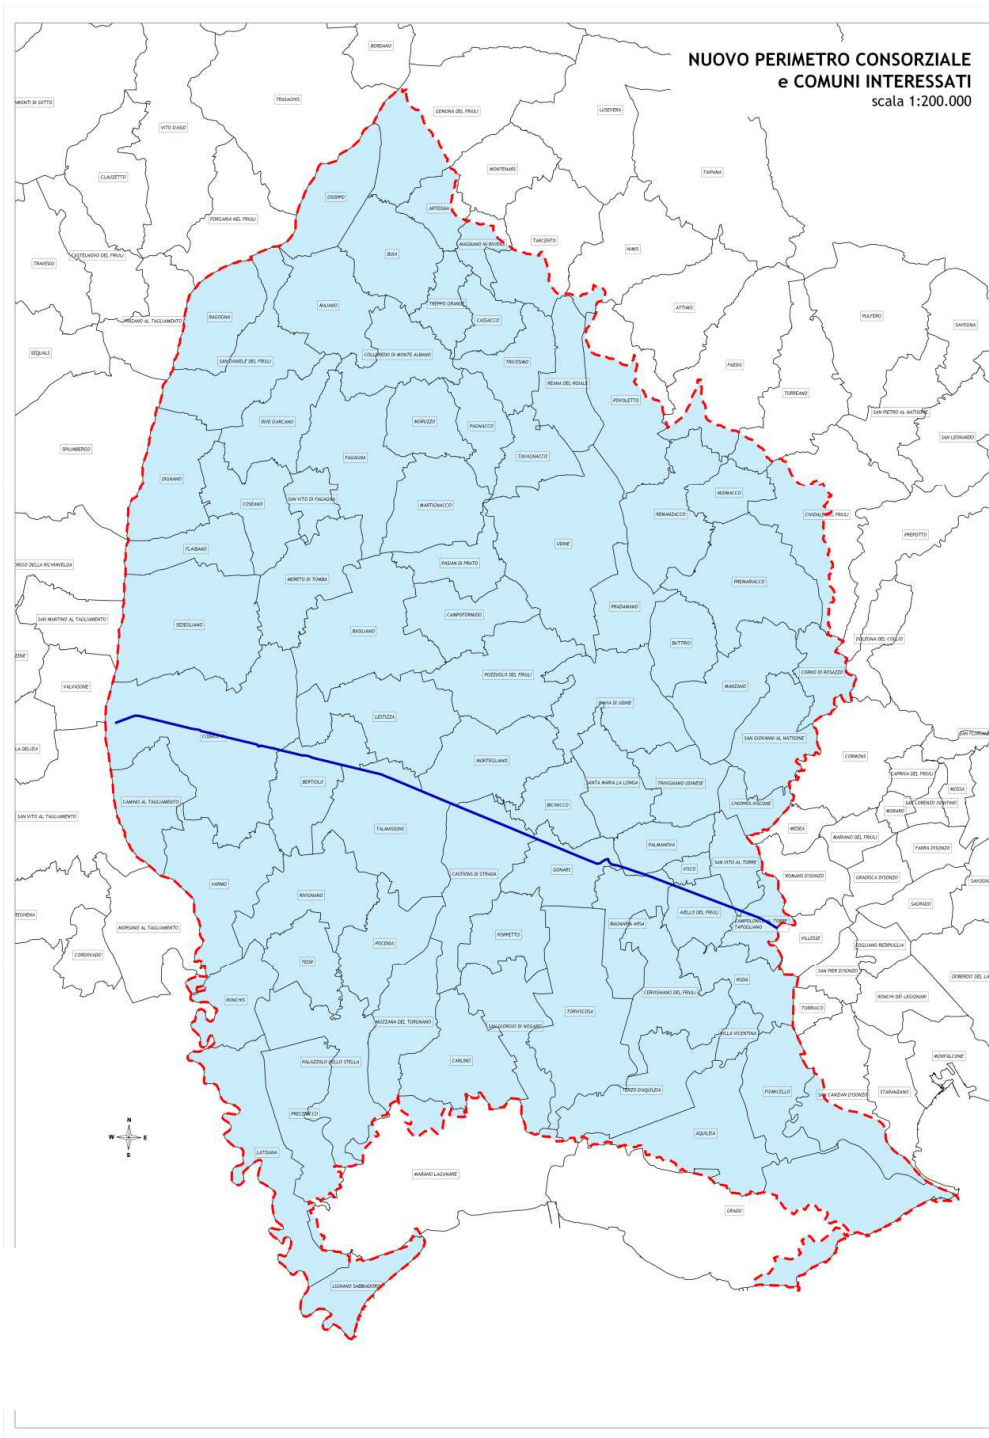 NUOVO PERIMETRO CONSORZIALE
e COMUNI INTERESSATI
scala 1:200.000
BORDANO
TRASAGHIS
GEMONA DEL FRIULI
LUSEVERA
VITO D'ASIO
MONTENARS
TAIPANA
CLAUZETTO
OSOPPO
ARTEGNA
FORGARIA NEL FRIULI
TARCENTO
MAGNANO IN RIVIERA
NIMIS
CASTELNOVO DEL FRIULI
BUIA
TRAVESIO
TREPPO GRANDE
MAJANO
ATTIMIS
RAGOGNA
PULFERO
PINZANO AL TAGLIAMENTO
CASSACCO
SAVOGNA
SEQUALS
COLLOREDO DI MONTE ALBANO
SAN DANIELE DEL FRIULI
TRICESIMO
FAEDIS
REANA DEL ROJALE
TORREANO
POVOLETTO
SAN PIETRO AL NATISONE
RIVE D'ARCANO
MORUZZO
PAGNACCO
SAN LEONARDO
SPILIMBERGO
FAGAGNA
TAVAGNACCO
DIGNANO
MOIMACCO
SAN VITO DI FAGAGNA
COSEANO
MARTIGNACCO
REMANZACCO
CIVIDALE DEL FRIULI
PREPOTTO
UDINE
FLAIBANO
PASIAN DI PRATO
MERETO DI TOMBA
PREMARIACCO
PRADAMANO
CAMPOFORMIDO
SAN MARTINO AL TAGLIAMENTO
SEDEGLIANO
BASILIANO
DOLEGNA DEL COLLIO
BUTTRIO
POZZUOLO DEL FRIULI
CORNO DI ROSAZZO
VALVASONE
MANZANO
PAVIA DI UDINE
LESTIZZA
SAN GIOVANNI AL NATISONE
MORTEGLIANO
CORMONS
CAPRIVA DEL FRIULI
BERTIOLO
SANTA MARIA LA LONGA
TRIVIGNANO UDINESE
MOSSA
CAMINO AL TAGLIAMENTO
BICINICCO
CHIOPRIS VISCONE
SAN LORENZO ISONTINO
MORARO
SAN VITO AL TAGLIAMENTO
TALMASSONS
MEDEA
MARIANO DEL FRIULI
PALMANOVA
FARRA D'ISONZO
SAN VITO AL TORRE
GONARS
VISCO
CASTIONS DI STRADA
ROMANS D'ISONZO
GRADISCA D'ISONZO
VARMO
RIVIGNANO
SAGRADO
AIELLO DEL FRIULI
BAGNARIA ARSA
CAMPOLONGO AL TORRE
TAPOGLIANO
MORSANO AL TAGLIAMENTO
PORPETTO
VILLESSE
POCENIA
FOGLIANO REDIPUGLIA
CORDOVADO
TEOR
SAN PIER D'ISONZO
RUDA
CERVIGNANO DEL FRIULI
RONCHIS
RONCHI DEI LEGIONARI
TURRIACO
TORVISCOSA
MUZZANA DEL TURGNANO
SAN GIORGIO DI NOGARO
VILLA VICENTINA
MONFALCONE
PALAZZOLO DELLO STELLA
CARLINO
TERZO D'AQUILEIA
FIUMICELLO
STARANZANO
SAN CANZIAN D'ISONZO
PRECENICCO
N
W
E
S
AQUILEIA
LATISANA
MARANO LAGUNARE
GRADO
LIGNANO SABBIADORO